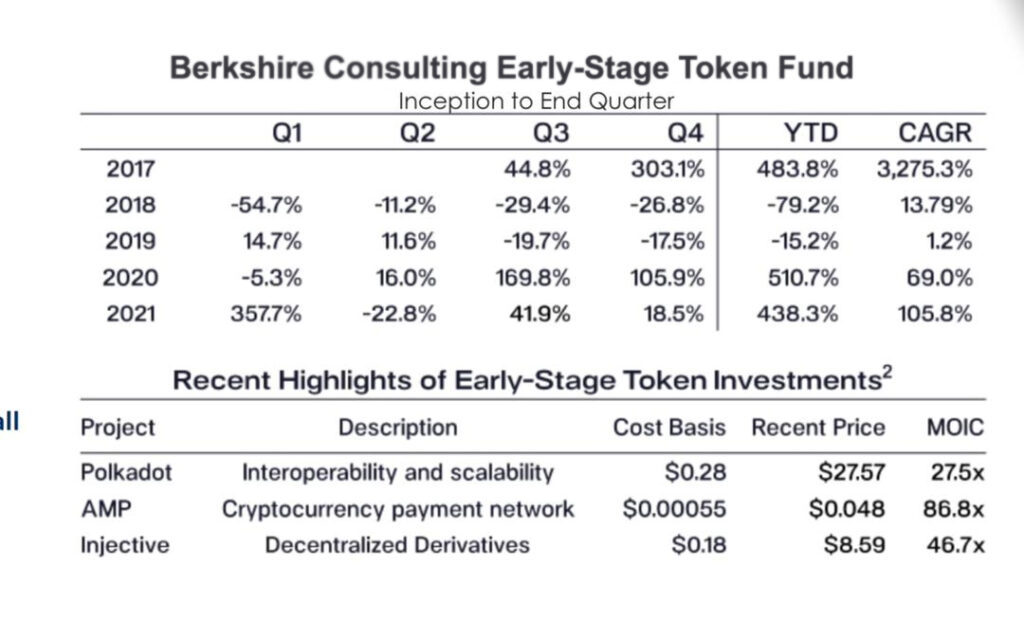 Berkshire Consulting Early-Stage Token Fund
Inception to End Quarter
Q1 Q2 Q3 Q4 YTD CAGR
2017 44.8% 303.1% 483.8% 3,275.3%
2018 -54.7% -11.2% -29.4% -26.8% -79.2% 13.79%
2019 14.7% 11.6% -19.7% -17.5% -15.2% 1.2%
2020 -5.3% 16.0% 169.8% 105.9% 510.7% 69.0%
2021 357.7% -22.8% 41.9% 18.5% 438.3% 105.8%
Recent Highlights of Early-Stage Token Investments²
all
Project Description Cost Basis Recent Price MOIC
Polkadot Interoperability and scalability $0.28 $27.57 27.5x
AMP Cryptocurrency payment network $0.00055 $0.048 86.8x
Injective Decentralized Derivatives $0.18 $8.59 46.7x